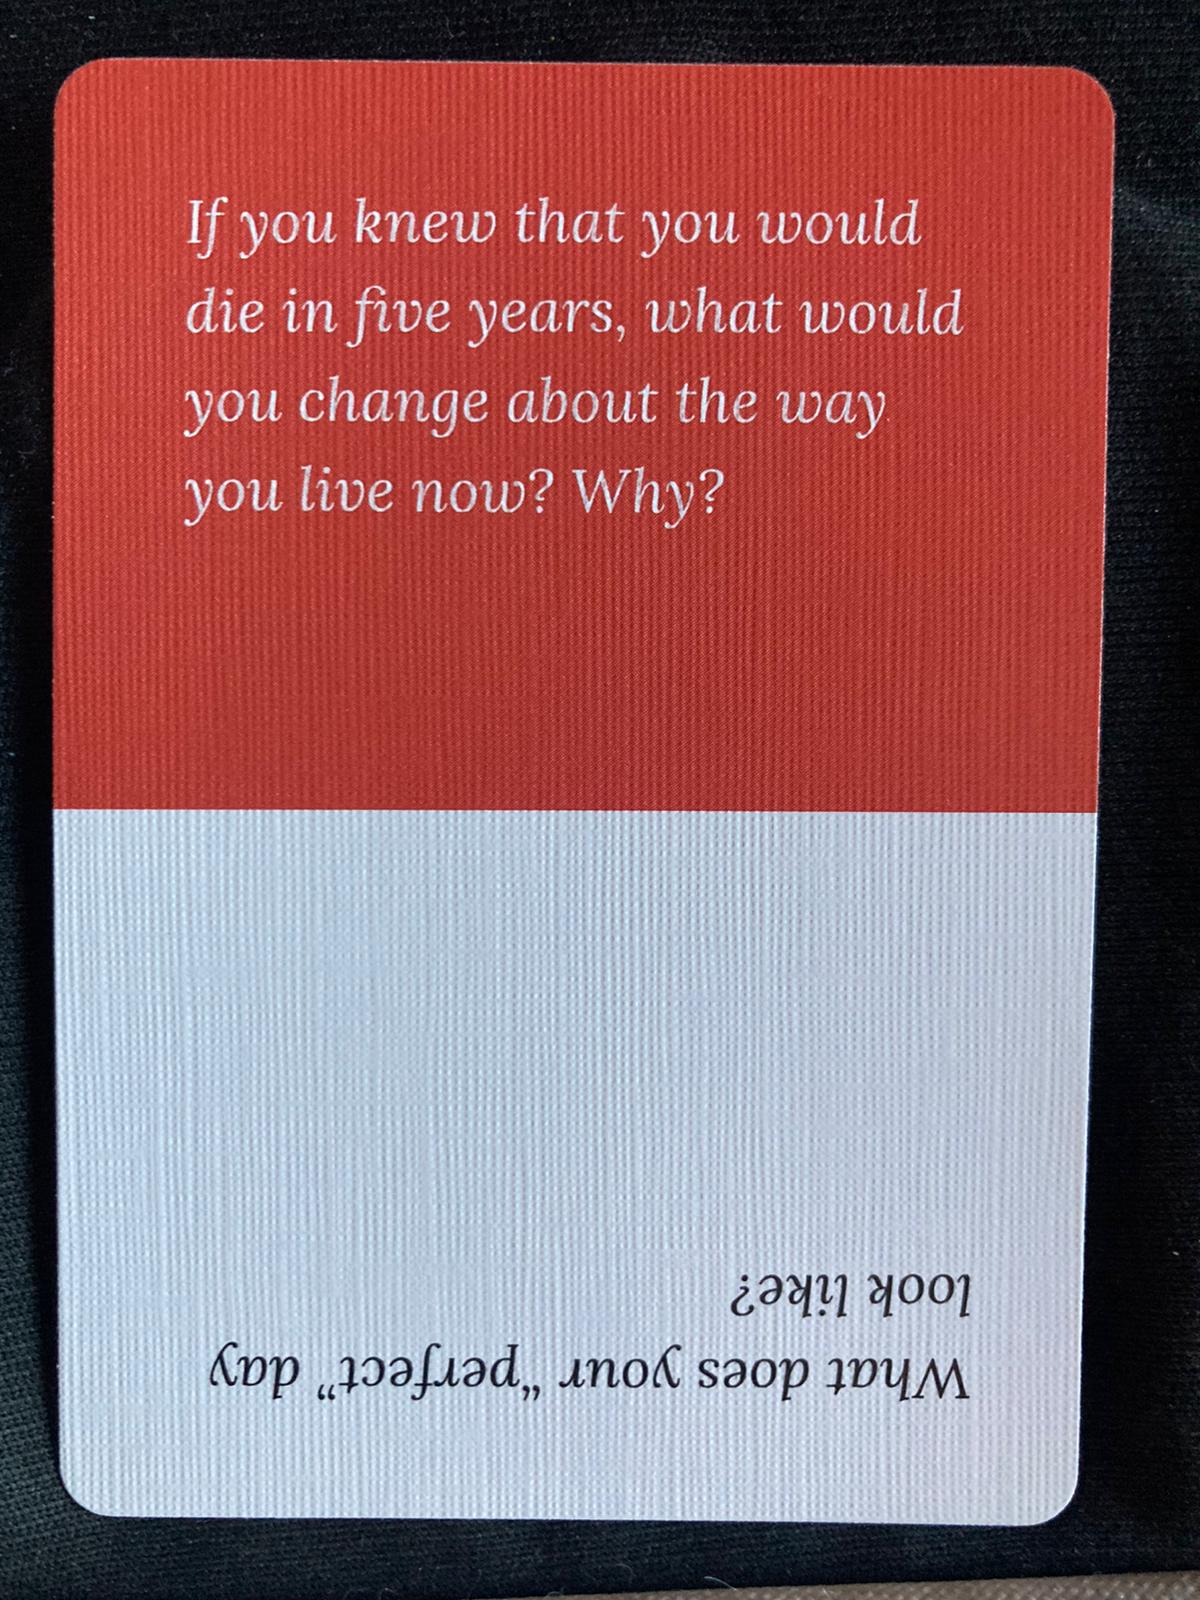 If you knew that you would
die in five years, what would
you change about the way
you live now? Why?
What does your “perfect” day
look like?